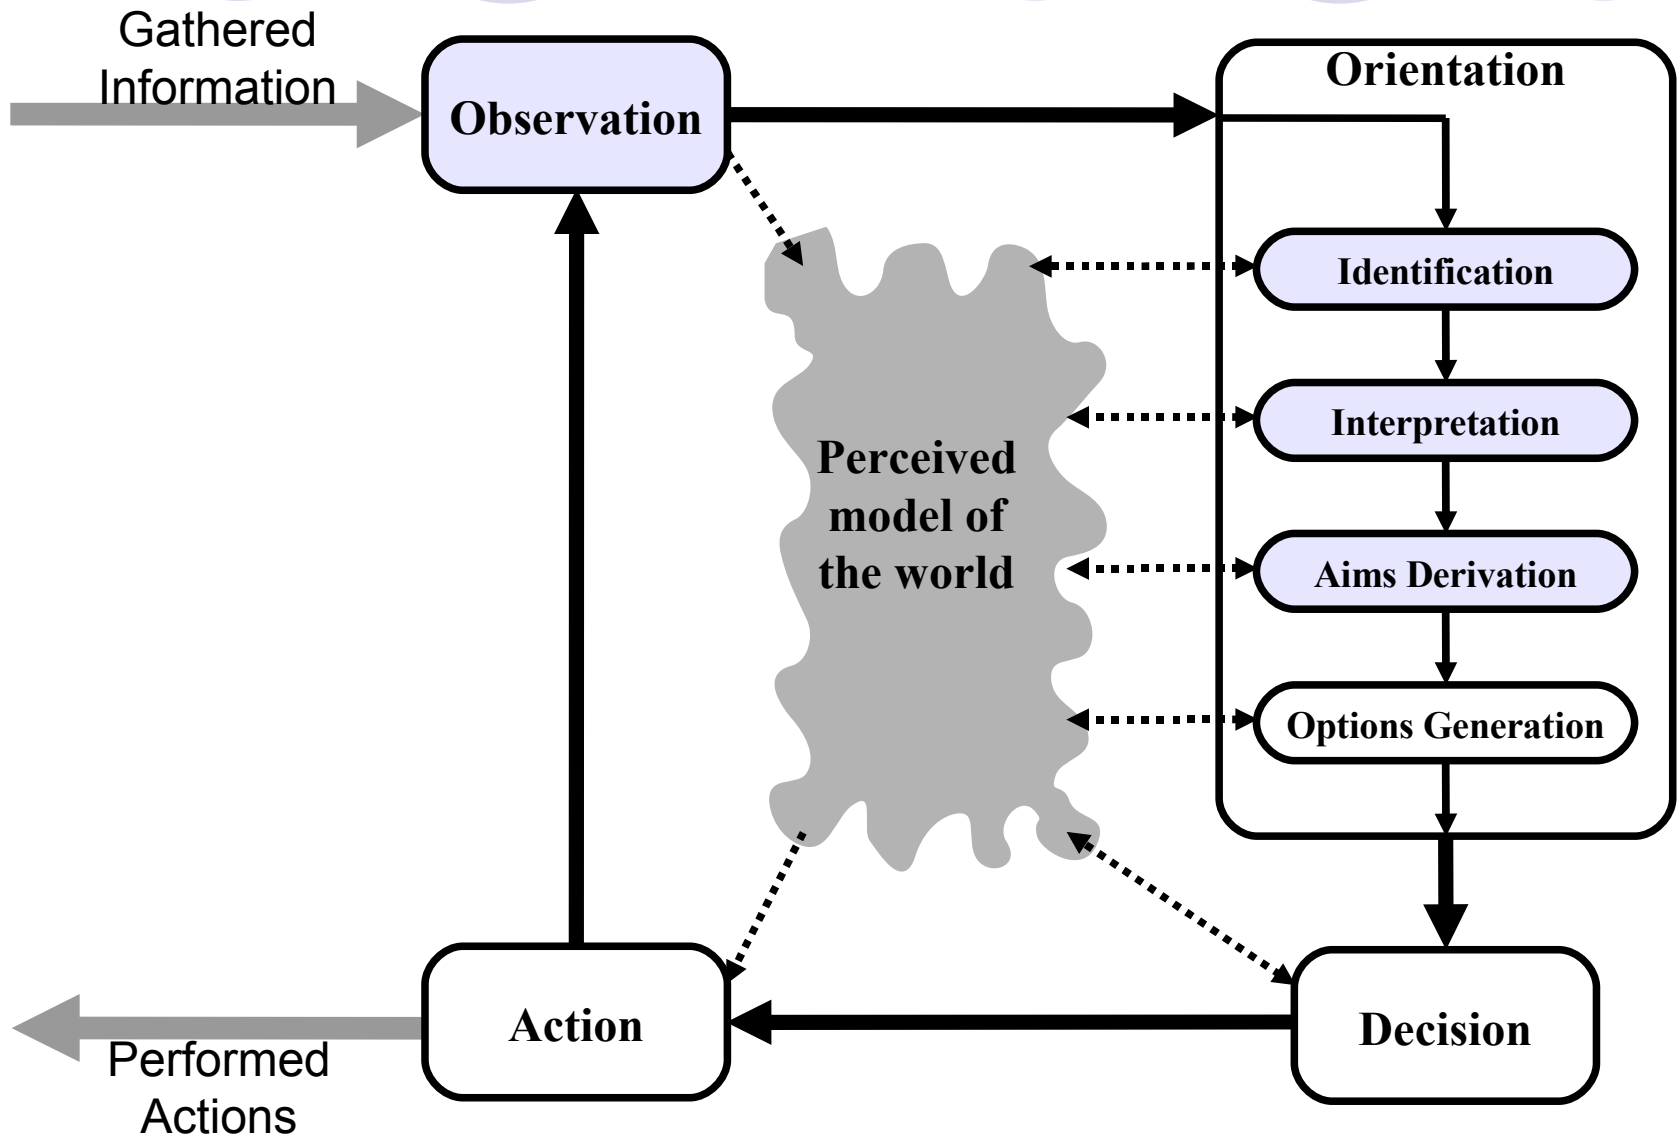 Gathered
Information
Observation
Orientation
Identification
Interpretation
Aims Derivation
Options Generation
Perceived
model of
the world
Action
Decision
Performed
Actions